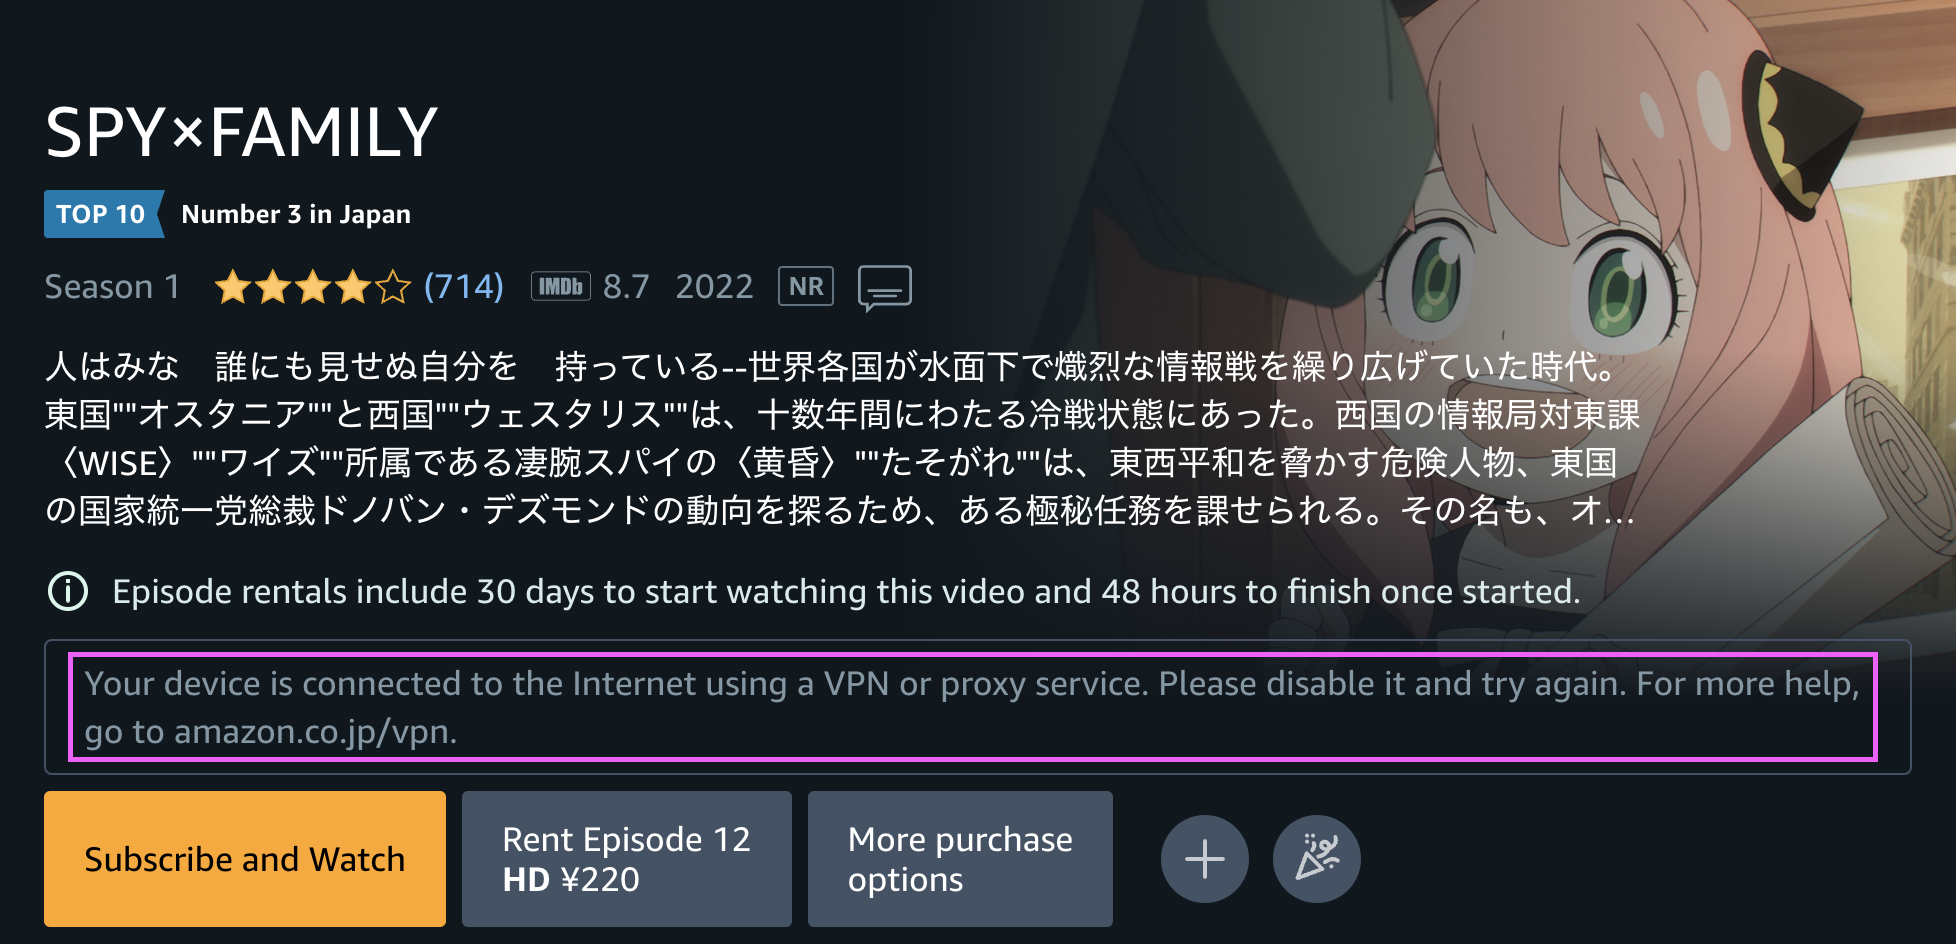 SPY×FAMILY
TOP 10 Number 3 in Japan
Season 1 (714) IMDb 8.7 2022 NR
人はみな　誰にも見せぬ自分を　持っている--世界各国が水面下で熾烈な情報戦を繰り広げていた時代。
東国""オスタニア""と西国""ウェスタリス""は、十数年間にわたる冷戦状態にあった。西国の情報局対東課
〈WISE〉""ワイズ""所属である凄腕スパイの〈黄昏〉""たそがれ""は、東西平和を脅かす危険人物、東国
の国家統一党総裁ドノバン・デズモンドの動向を探るため、ある極秘任務を課せられる。その名も、オ...
Episode rentals include 30 days to start watching this video and 48 hours to finish once started.
Your device is connected to the Internet using a VPN or proxy service. Please disable it and try again. For more help,
go to amazon.co.jp/vpn.
Subscribe and Watch
Rent Episode 12
HD ¥220
More purchase
options